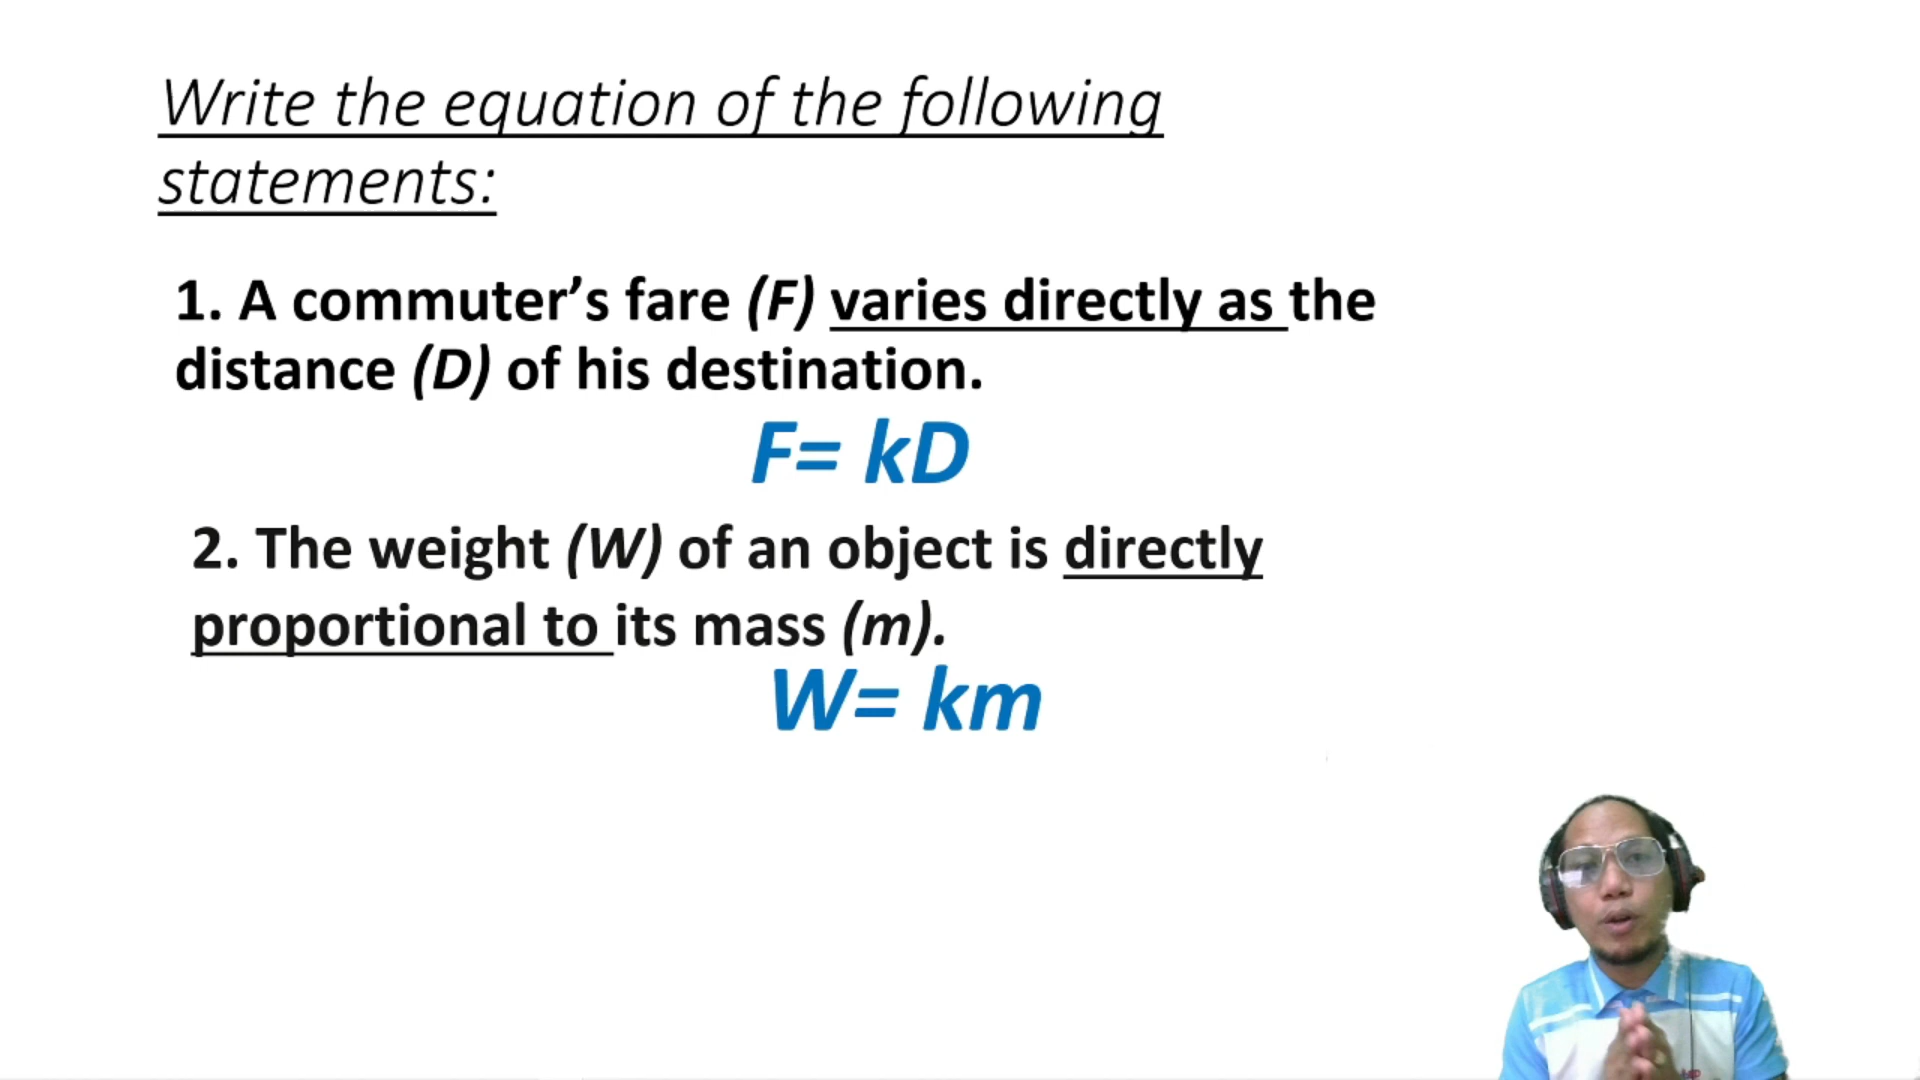 Write the equation of the following
statements:
1. A commuter’s fare (F) varies directly as the
distance (D) of his destination.
F= kD
2. The weight (W) of an object is directly
proportional to its mass (m).
W= km